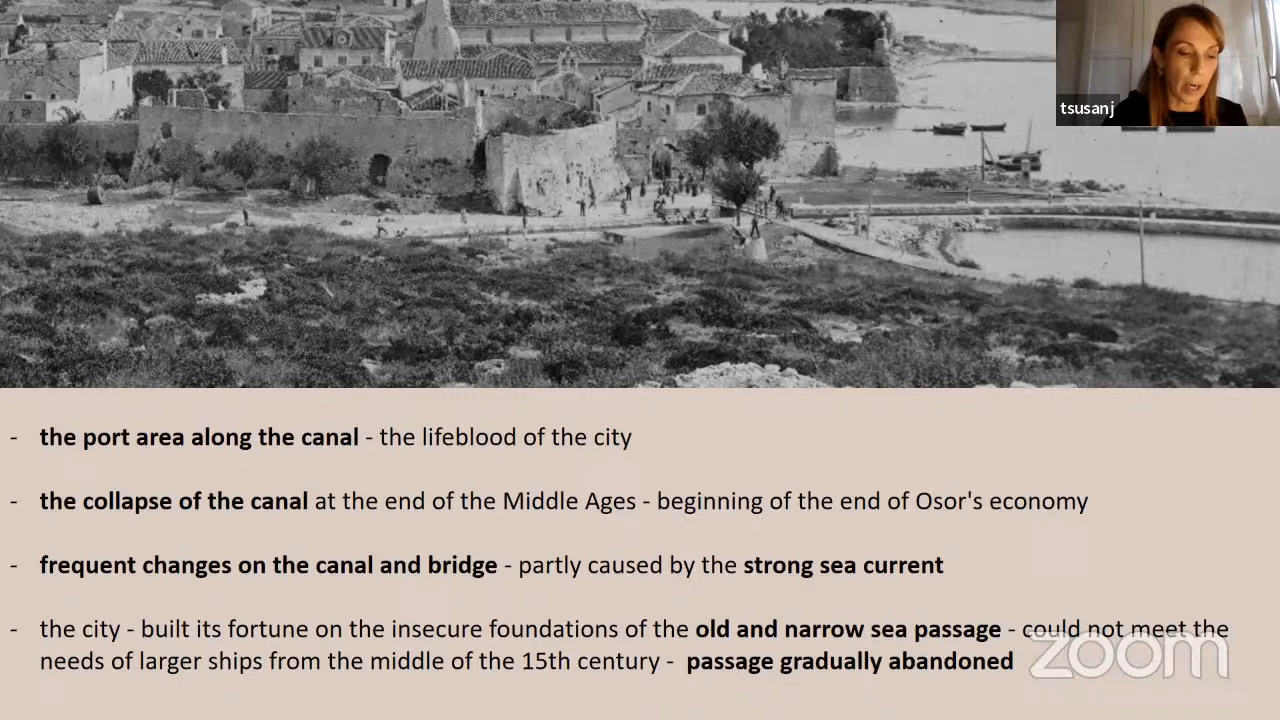 tsusanj
- the port area along the canal - the lifeblood of the city
- the collapse of the canal at the end of the Middle Ages - beginning of the end of Osor's economy
- frequent changes on the canal and bridge - partly caused by the strong sea current
- the city - built its fortune on the insecure foundations of the old and narrow sea passage - could not meet the
needs of larger ships from the middle of the 15th century - passage gradually abandoned
zoom